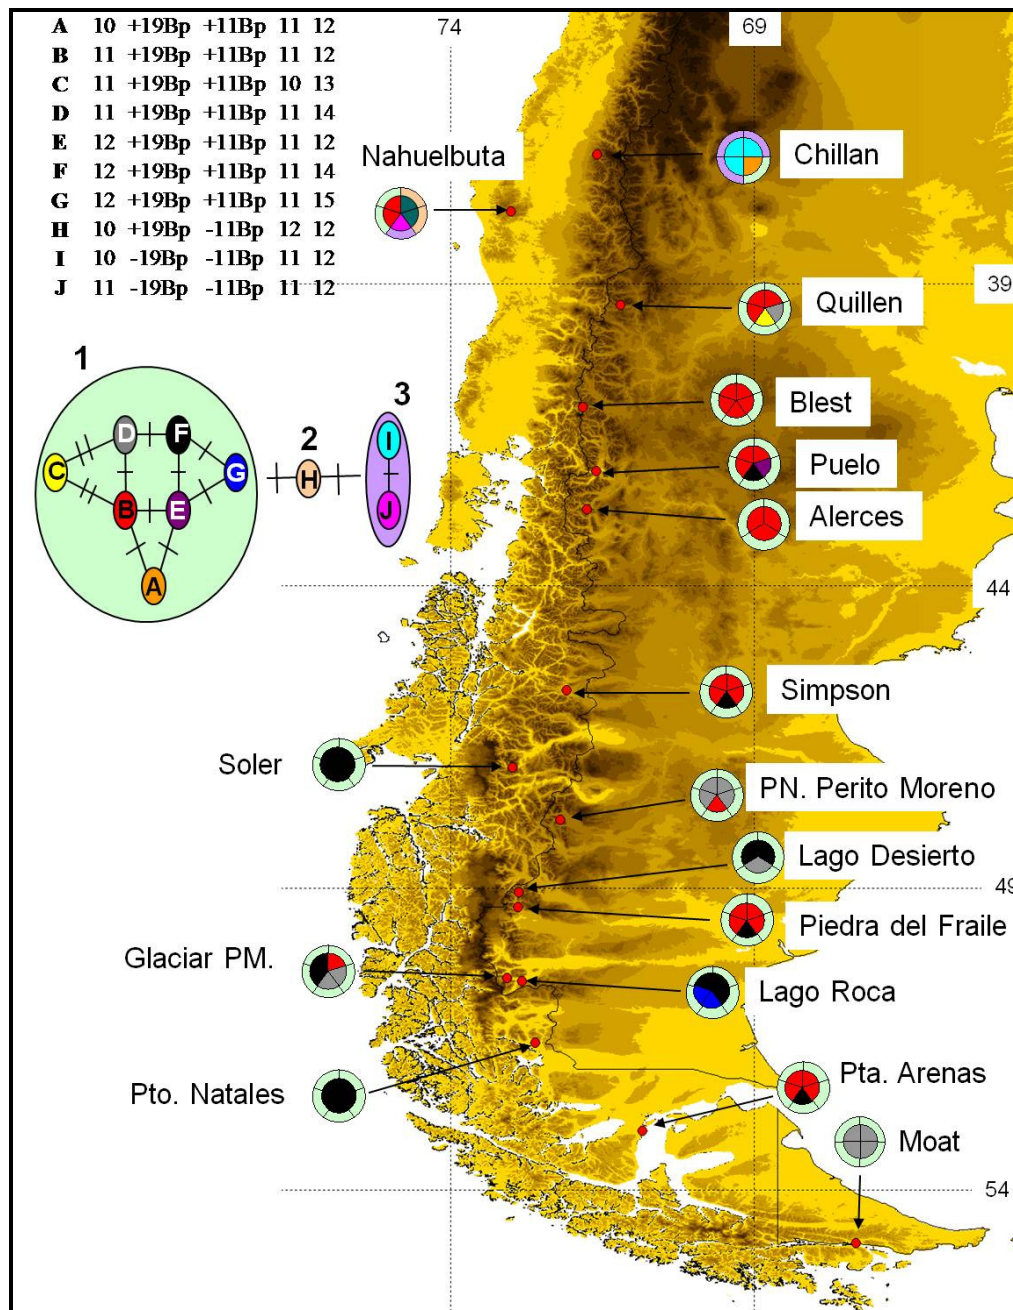 A 10 +19Bp +11Bp 11 12
B 11 +19Bp +11Bp 11 12
C 11 +19Bp +11Bp 10 13
D 11 +19Bp +11Bp 11 14
E 12 +19Bp +11Bp 11 12
F 12 +19Bp +11Bp 11 14
G 12 +19Bp +11Bp 11 15
H 10 +19Bp -11Bp 12 12
I 10 -19Bp -11Bp 11 12
J 11 -19Bp -11Bp 11 12
74
69
Nahuelbuta
Chillan
39
Quillen
1
3
2
D F
I
C
G
H
B E
J
A
Blest
Puelo
Alerces
44
Simpson
Soler
PN. Perito Moreno
Lago Desierto
49
Piedra del Fraile
Glaciar PM.
Lago Roca
Pto. Natales
Pta. Arenas
Moat
54